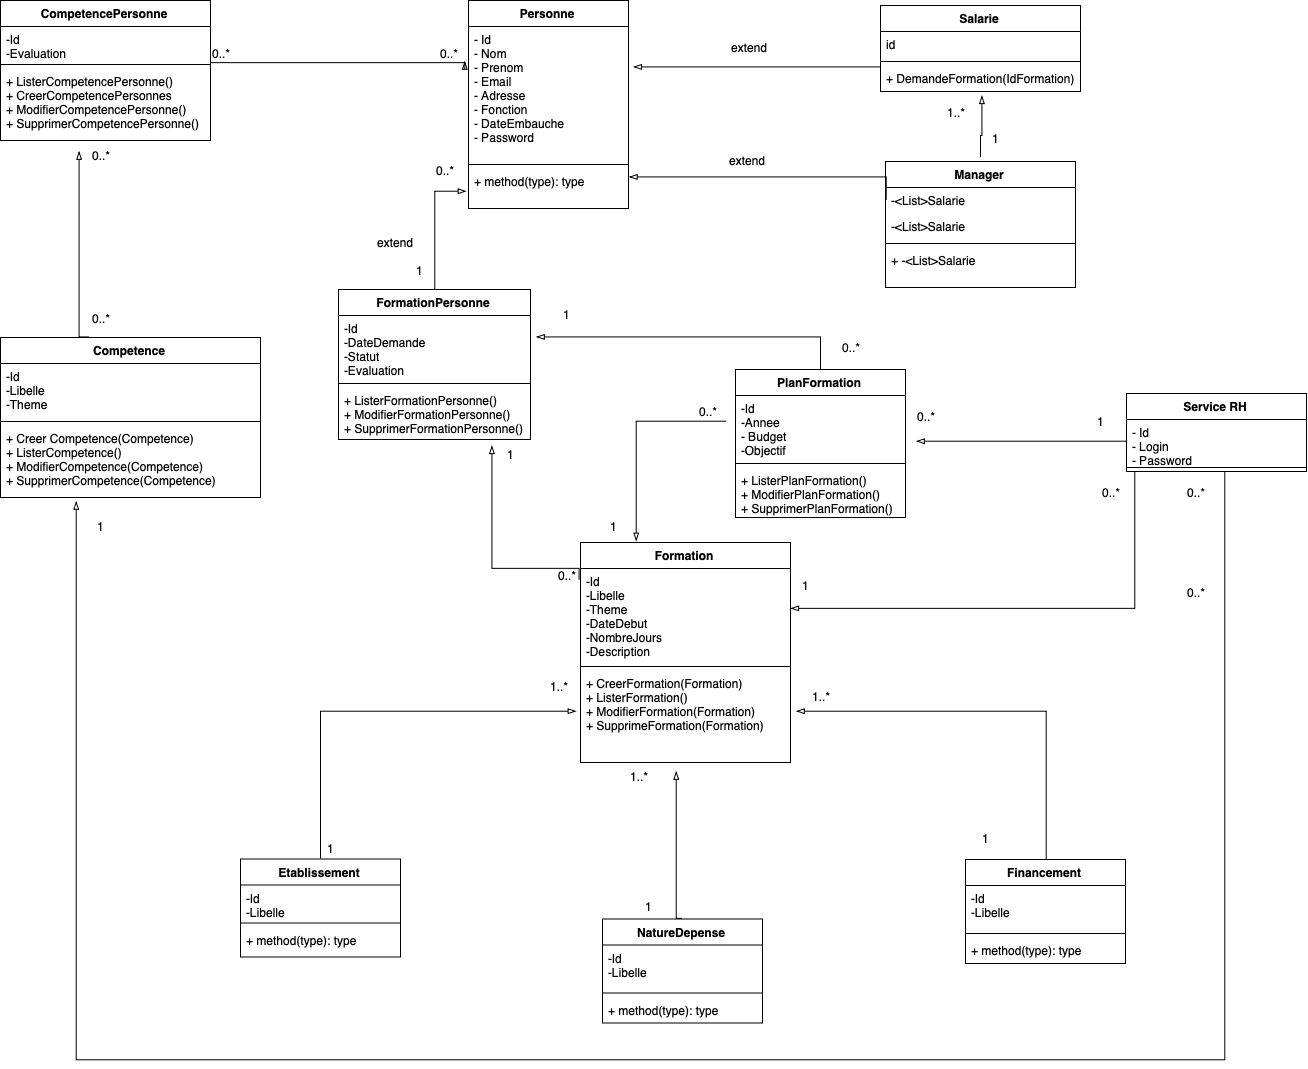 CompetencePersonne
-Id
-Evaluation
+ ListerCompetencePersonne()
+ CreerCompetencePersonnes
+ ModifierCompetencePersonne()
+ SupprimerCompetencePersonne()
0..*
0..*
Personne
- Id
- Nom
- Prenom
- Email
- Adresse
- Fonction
- DateEmbauche
- Password
+ method(type): type
extend
Salarie
id
+ DemandeFormation(IdFormation)
1..*
1
extend
Manager
-<List>Salarie
-<List>Salarie
+ -<List>Salarie
0..*
0..*
0..*
extend
1
FormationPersonne
-Id
-DateDemande
-Statut
-Evaluation
+ ListerFormationPersonne()
+ ModifierFormationPersonne()
+ SupprimerFormationPersonne()
1
0..*
Competence
-Id
-Libelle
-Theme
+ Creer Competence(Competence)
+ ListerCompetence()
+ ModifierCompetence(Competence)
+ SupprimerCompetence(Competence)
1
PlanFormation
-Id
-Annee
- Budget
-Objectif
+ ListerPlanFormation()
+ ModifierPlanFormation()
+ SupprimerPlanFormation()
0..*
0..*
1
Service RH
- Id
- Login
- Password
0..*
0..*
1
1
0..*
Formation
-Id
-Libelle
-Theme
-DateDebut
-NombreJours
-Description
+ CreerFormation(Formation)
+ ListerFormation()
+ ModifierFormation(Formation)
+ SupprimeFormation(Formation)
1
0..*
1..*
1..*
1..*
1
Etablissement
-Id
-Libelle
+ method(type): type
1
NatureDepense
-Id
-Libelle
+ method(type): type
1
Financement
-Id
-Libelle
+ method(type): type